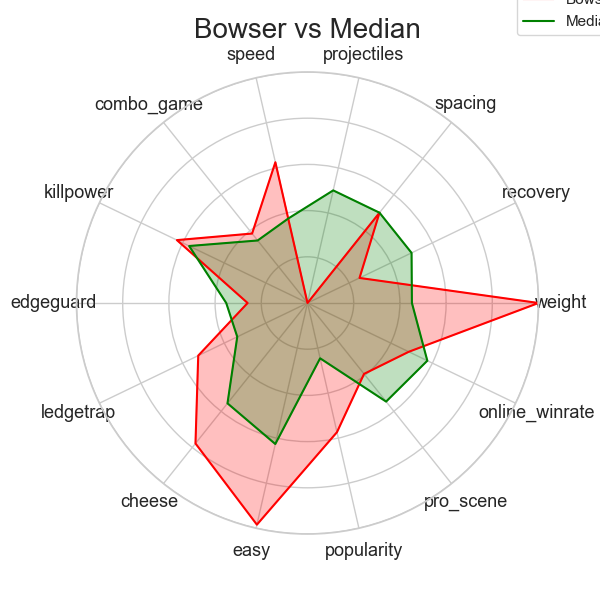 Bowser vs Median
speed
projectiles
combo_game
spacing
killpower
recovery
edgeguard
weight
ledgetrap
online_winrate
cheese
pro_scene
easy
popularity